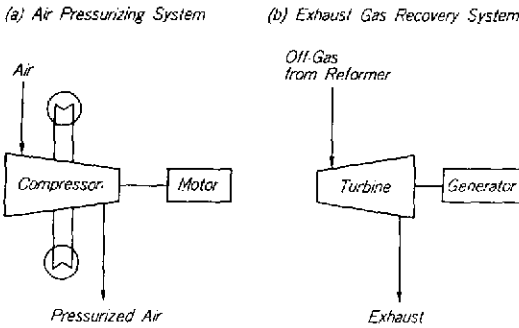 (a) Air Pressurizing System
(b) Exhaust Gas Recovery System
Air
Compressor
Motor
Pressurized Air
Off-Gas
from Reformer
Turbine
Generator
Exhaust